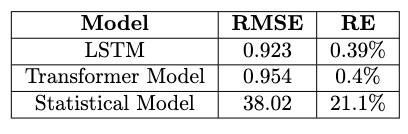 Model RMSE RE
LSTM 0.923 0.39%
Transformer Model 0.954 0.4%
Statistical Model 38.02 21.1%